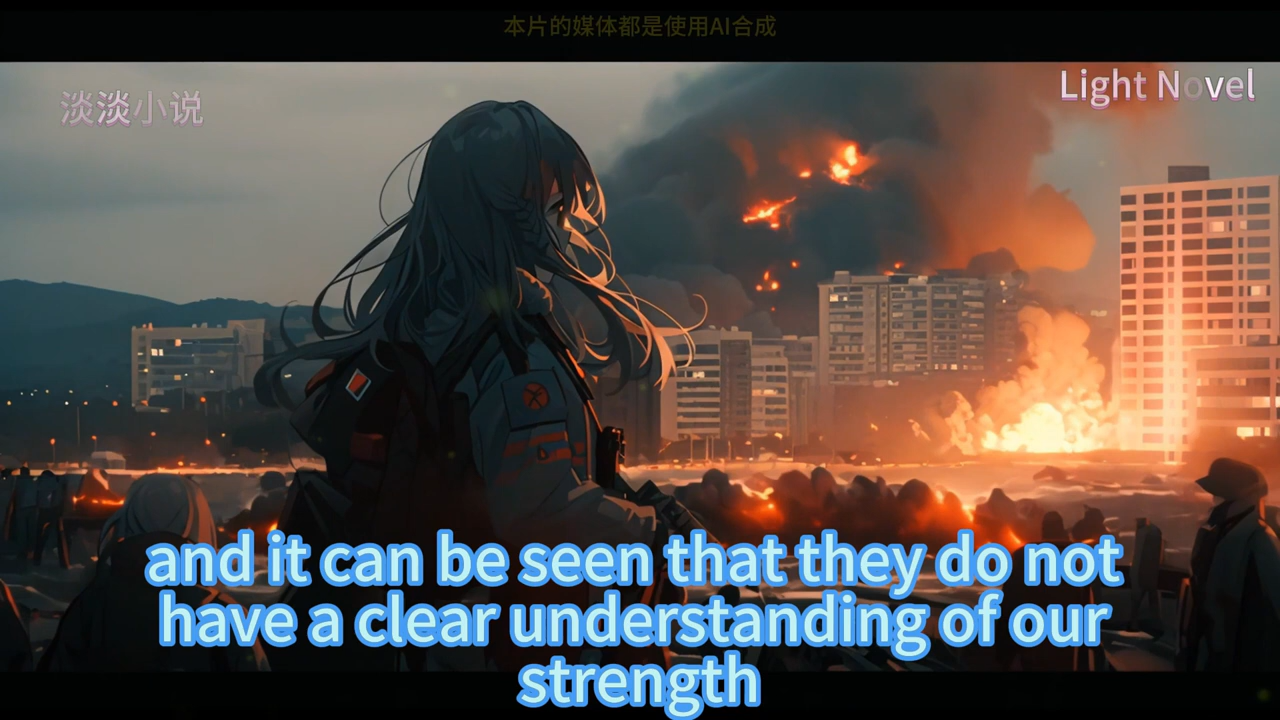 本片的媒体都是使用AI合成
淡淡小说
Light Novel
and it can be seen that they do not
have a clear understanding of our
strength